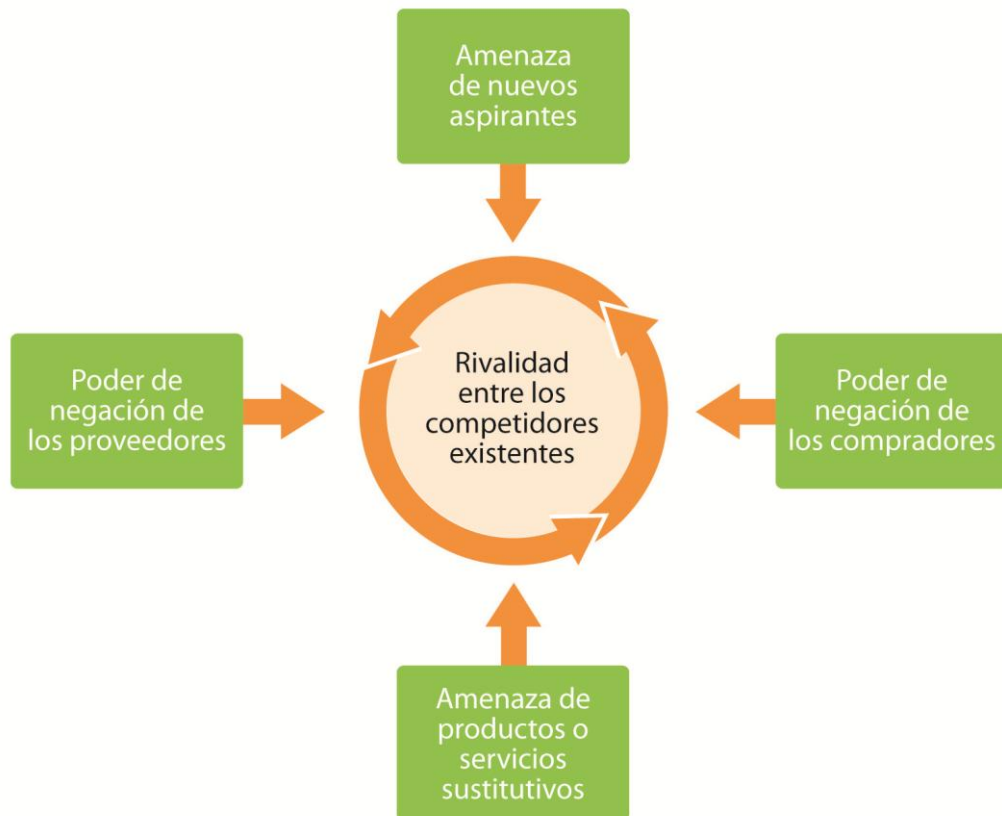 Amenaza
de nuevos
aspirantes
Poder de
negación de
los proveedores
Rivalidad
entre los
competidores
existentes
Poder de
negación de
los compradores
Amenaza de
productos o
servicios
sustitutivos